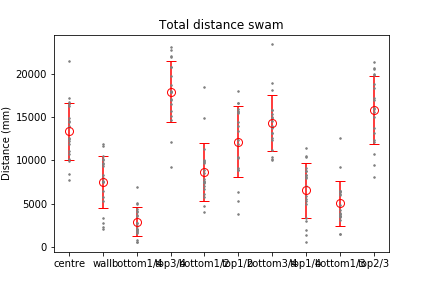 Total distance swam
Distance (mm)
20000
15000
10000
5000
0
centre wall bottom1/4 top3/4 bottom1/2 top1/2 bottom3/4 top1/4 bottom1/3 top2/3